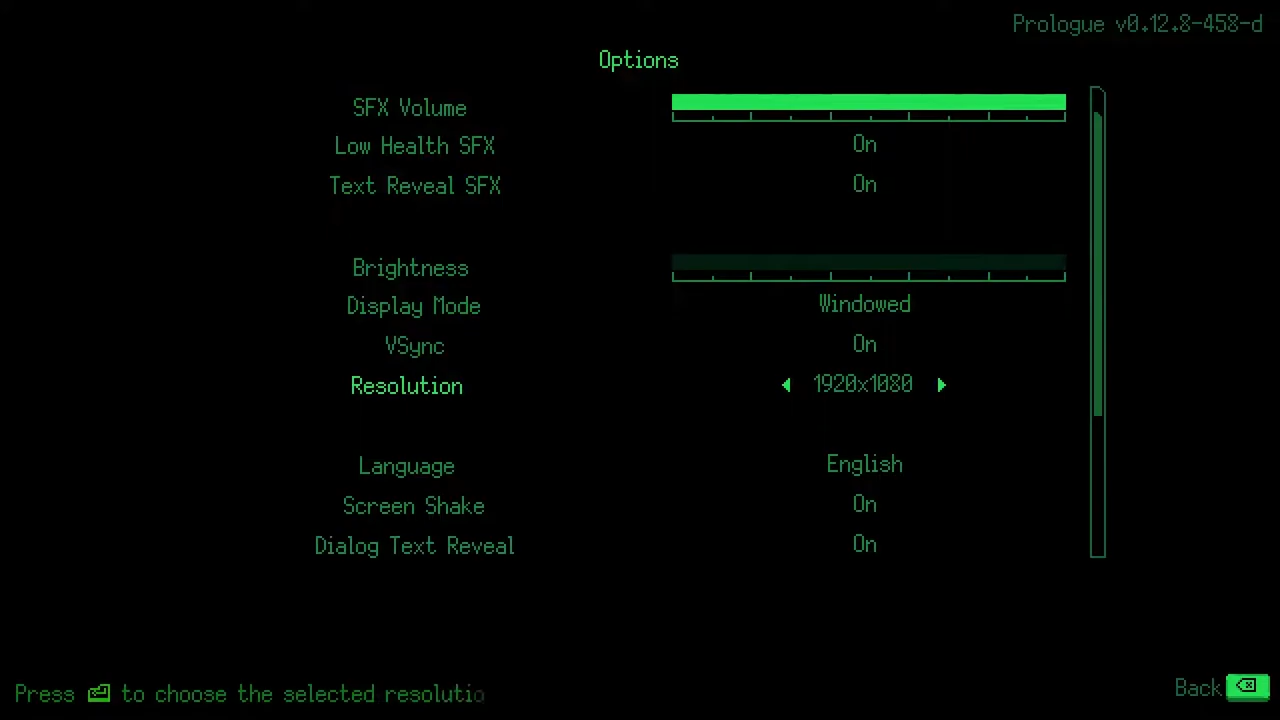 Prologue v0.12.8-458-d
Options
SFX Volume
Low Health SFX On
Text Reveal SFX On
Brightness
Display Mode Windowed
VSync On
Resolution 1920x1080
Language English
Screen Shake On
Dialog Text Reveal On
Press to choose the selected resolutio
Back